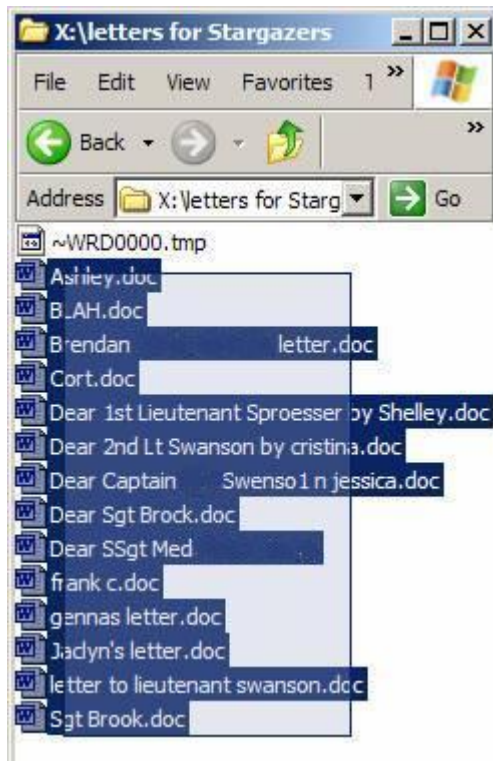 X:\letters for Stargazers
File Edit View Favorites T »
Back »
Address X:\letters for Starg Go
~WRD0000.tmp
Ashley.doc
BLAH.doc
Brendan letter.doc
Cort.doc
Dear 1st Lieutenant Sproesser by Shelley.doc
Dear 2nd Lt Swanson by cristina.doc
Dear Captain Swenso1n jessica.doc
Dear Sgt Brock.doc
Dear SSgt Med
frank c.doc
gennas letter.doc
Jaclyn's letter.doc
letter to lieutenant swanson.doc
Sgt Brook.doc